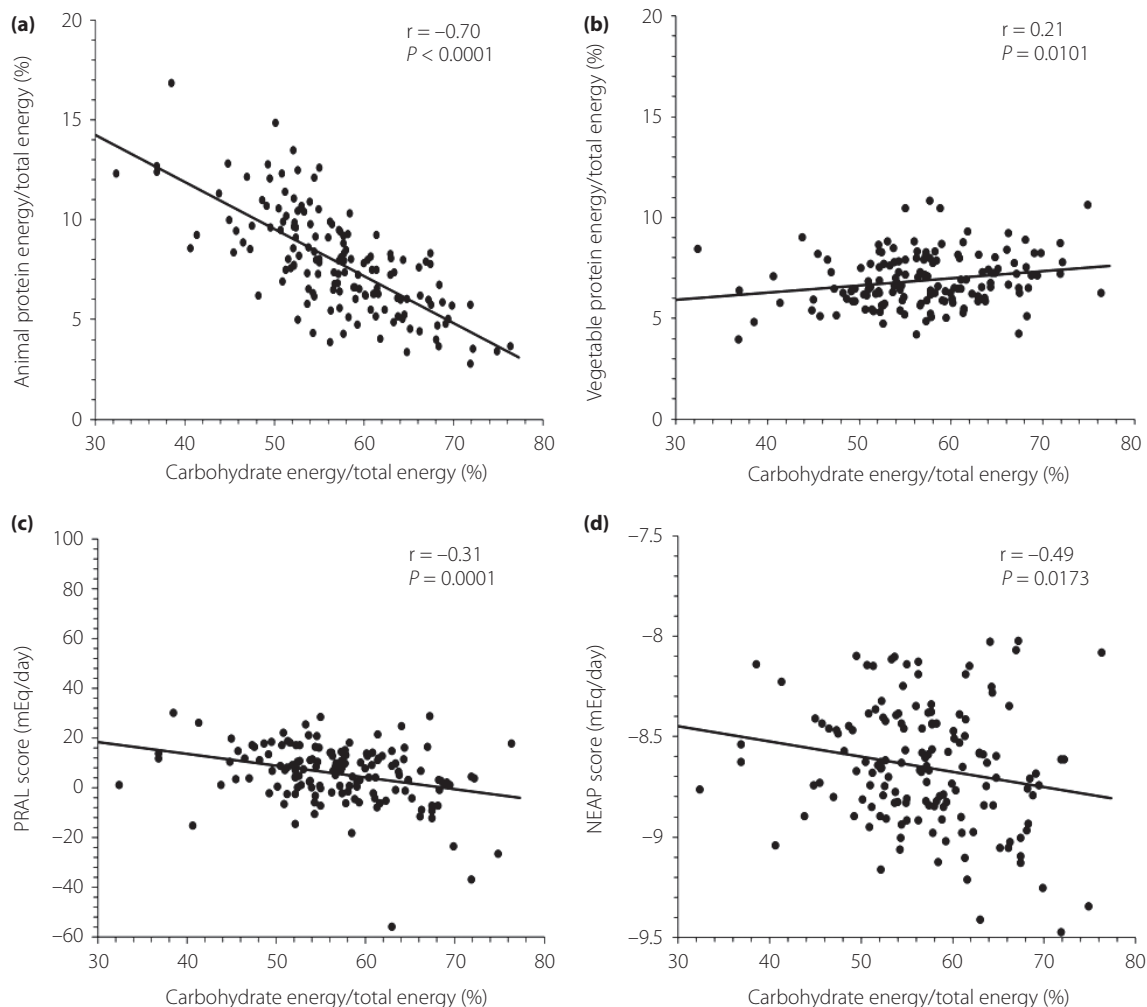 (a)
r = –0.70
P < 0.0001
Animal protein energy/total energy (%)
20
15
10
5
0
30 40 50 60 70 80
Carbohydrate energy/total energy (%)
(b)
r = 0.21
P = 0.0101
Vegetable protein energy/total energy (%)
20
15
10
5
0
30 40 50 60 70 80
Carbohydrate energy/total energy (%)
(c)
r = –0.31
P = 0.0001
PRAL score (mEq/day)
100
80
60
40
20
0
–20
–40
–60
30 40 50 60 70 80
Carbohydrate energy/total energy (%)
(d)
r = –0.49
P = 0.0173
NEAP score (mEq/day)
–7.5
–8
–8.5
–9
–9.5
30 40 50 60 70 80
Carbohydrate energy/total energy (%)